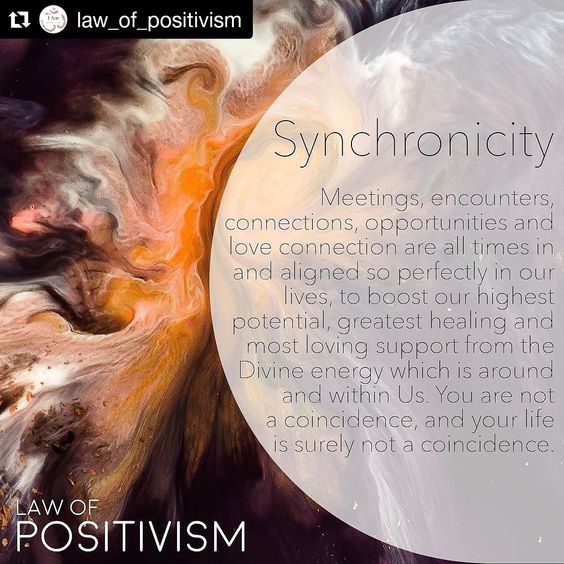 law_of_positivism
I Am
Synchronicity
Meetings, encounters,
connections, opportunities and
love connection are all times in
and aligned so perfectly in our
lives, to boost our highest
potential, greatest healing and
most loving support from the
Divine energy which is around
and within Us. You are not
a coincidence, and your life
is surely not a coincidence.
LAW OF
POSITIVISM